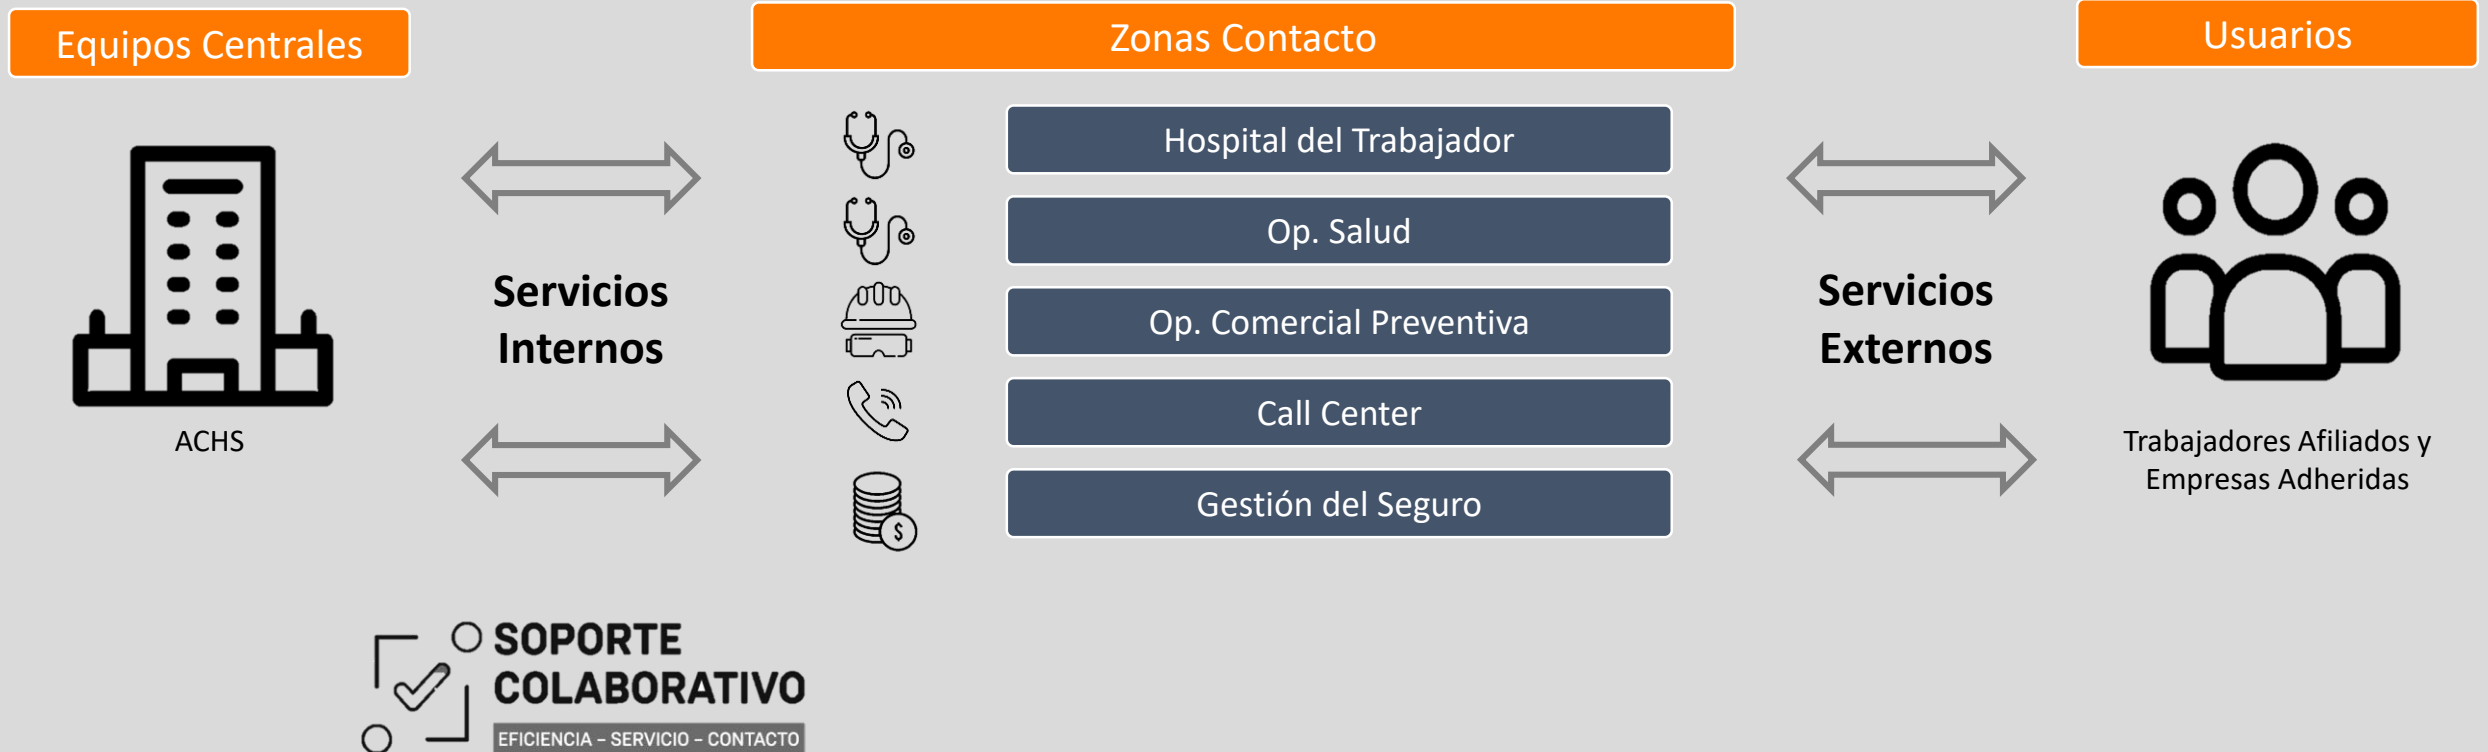 Equipos Centrales
Zonas Contacto
Usuarios
Hospital del Trabajador
Op. Salud
Servicios
Internos
Op. Comercial Preventiva
Servicios
Externos
Call Center
ACHS
Trabajadores Afiliados y
Empresas Adheridas
Gestión del Seguro
$
SOPORTE
COLABORATIVO
EFICIENCIA – SERVICIO – CONTACTO